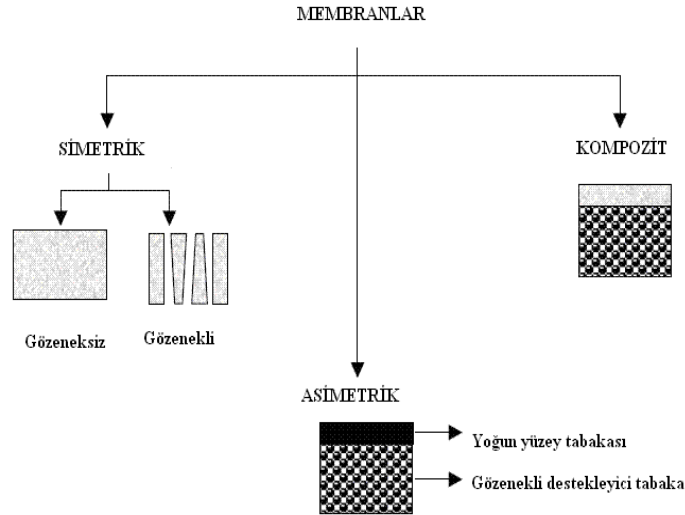 MEMBRANLAR
SİMETRİK
KOMPOZİT
Gözeneksiz
Gözenekli
ASİMETRİK
Yoğun yüzey tabakası
Gözenekli destekleyici tabaka